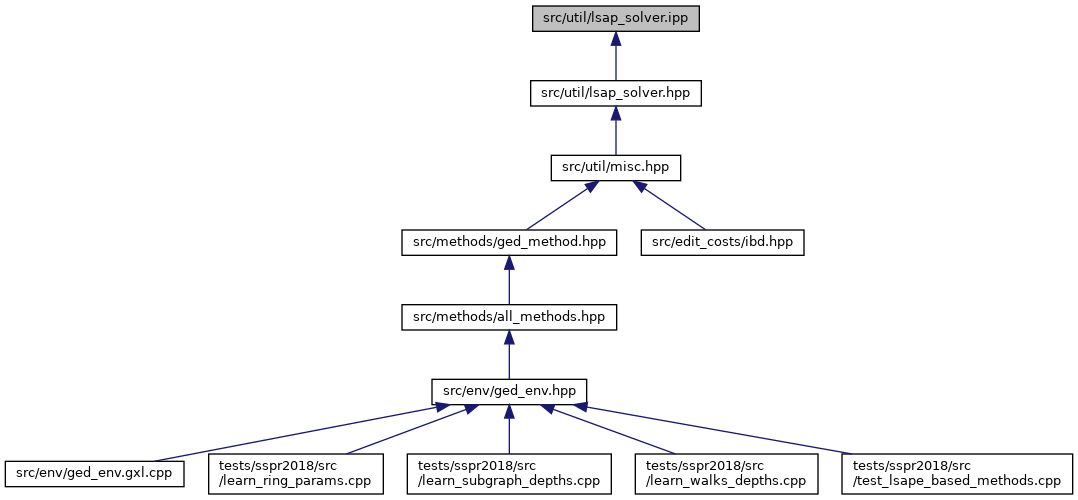 src/util/lsap_solver.ipp
src/util/lsap_solver.hpp
src/util/misc.hpp
src/methods/ged_method.hpp
src/edit_costs/ibd.hpp
src/methods/all_methods.hpp
src/env/ged_env.hpp
src/env/ged_env.gxl.cpp
tests/sspr2018/src
/learn_ring_params.cpp
tests/sspr2018/src
/learn_subgraph_depths.cpp
tests/sspr2018/src
/learn_walks_depths.cpp
tests/sspr2018/src
/test_lsape_based_methods.cpp